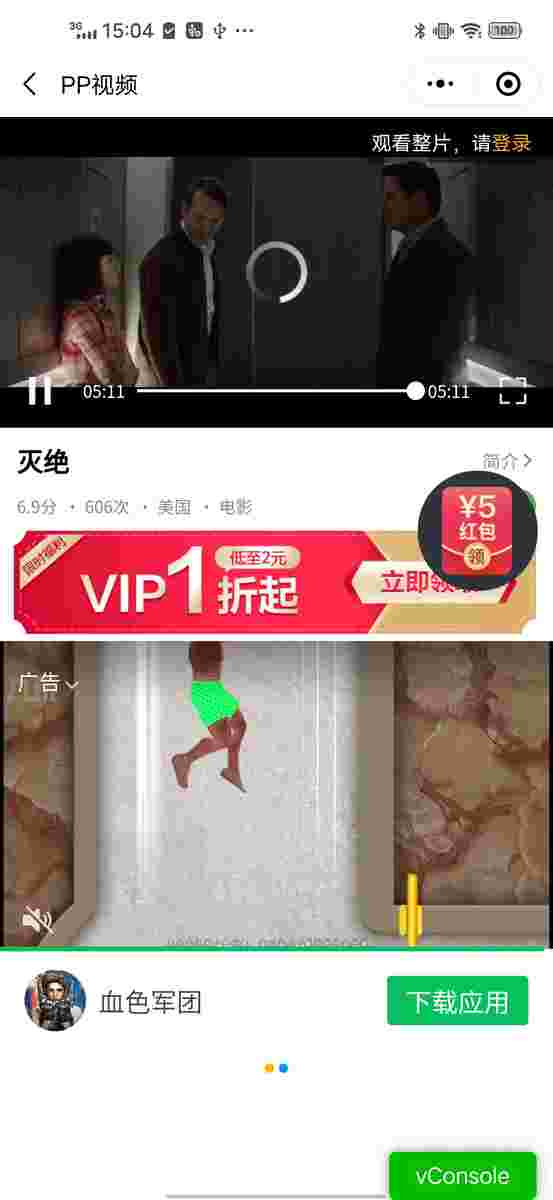 3G 15:04 100
PP视频
观看整片，请登录
05:11 05:11
灭绝
简介
6.9分 · 606次 · 美国 · 电影
¥5
红包
领
限时福利
低至2元
VIP1折起
立即领
广告
血色军团
下载应用
vConsole